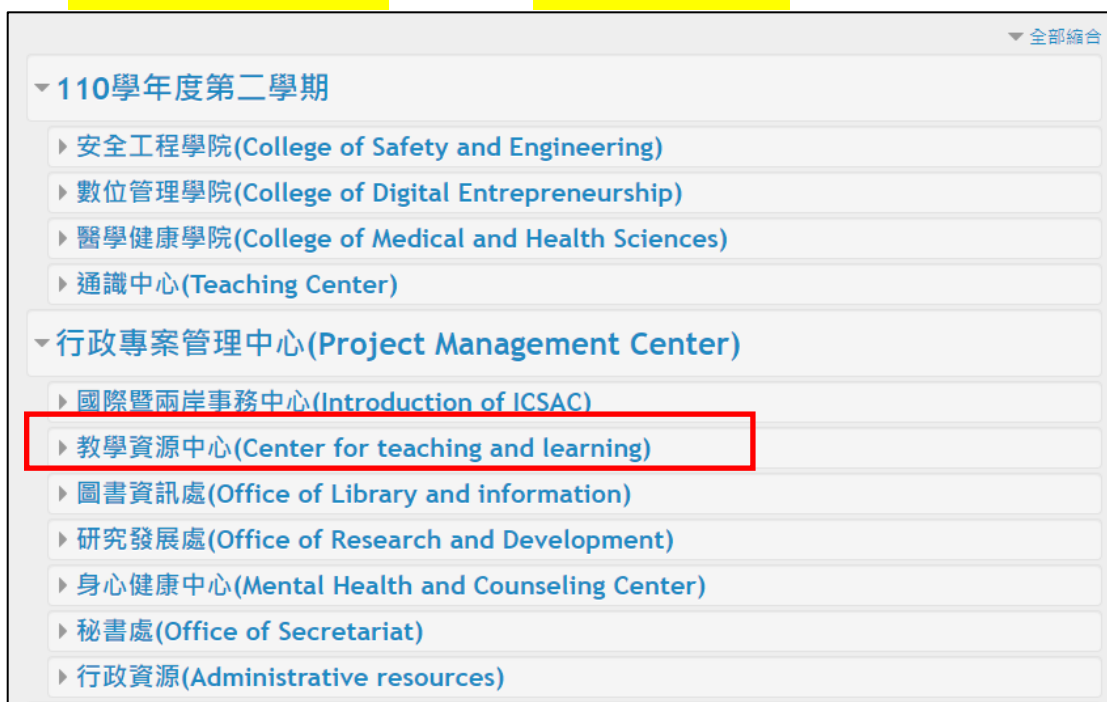 全部縮合
110學年度第二學期
安全工程學院(College of Safety and Engineering)
數位管理學院(College of Digital Entrepreneurship)
醫學健康學院(College of Medical and Health Sciences)
通識中心(Teaching Center)
行政專案管理中心(Project Management Center)
國際暨兩岸事務中心(Introduction of ICSAC)
教學資源中心(Center for teaching and learning)
圖書資訊處(Office of Library and information)
研究發展處(Office of Research and Development)
身心健康中心(Mental Health and Counseling Center)
秘書處(Office of Secretariat)
行政資源(Administrative resources)